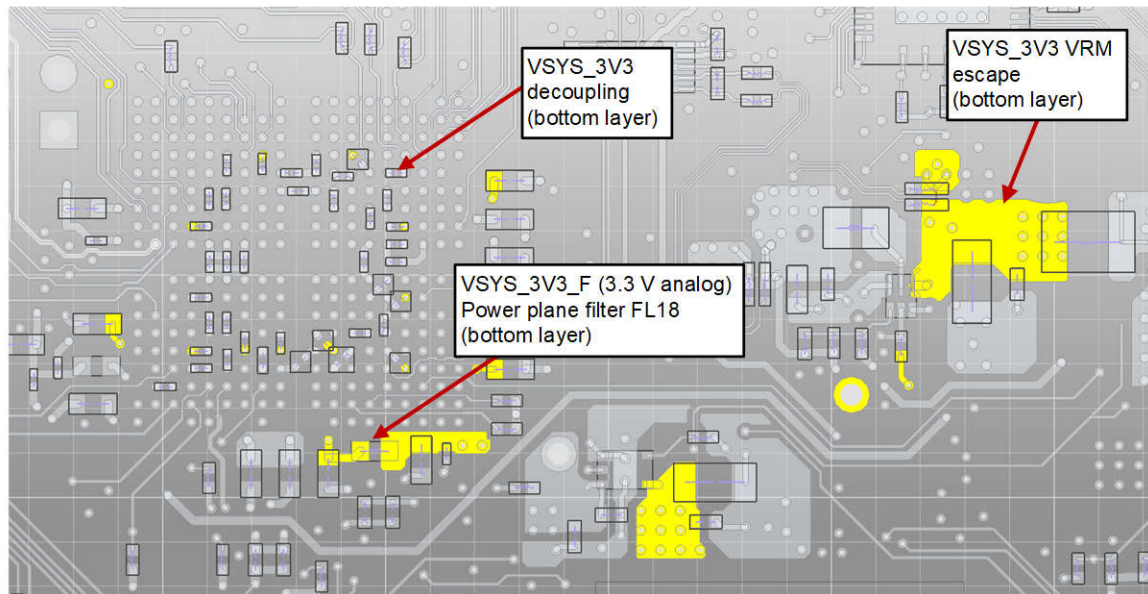 VSYS_3V3
decoupling
(bottom layer)
VSYS_3V3 VRM
escape
(bottom layer)
VSYS_3V3_F (3.3 V analog)
Power plane filter FL18
(bottom layer)